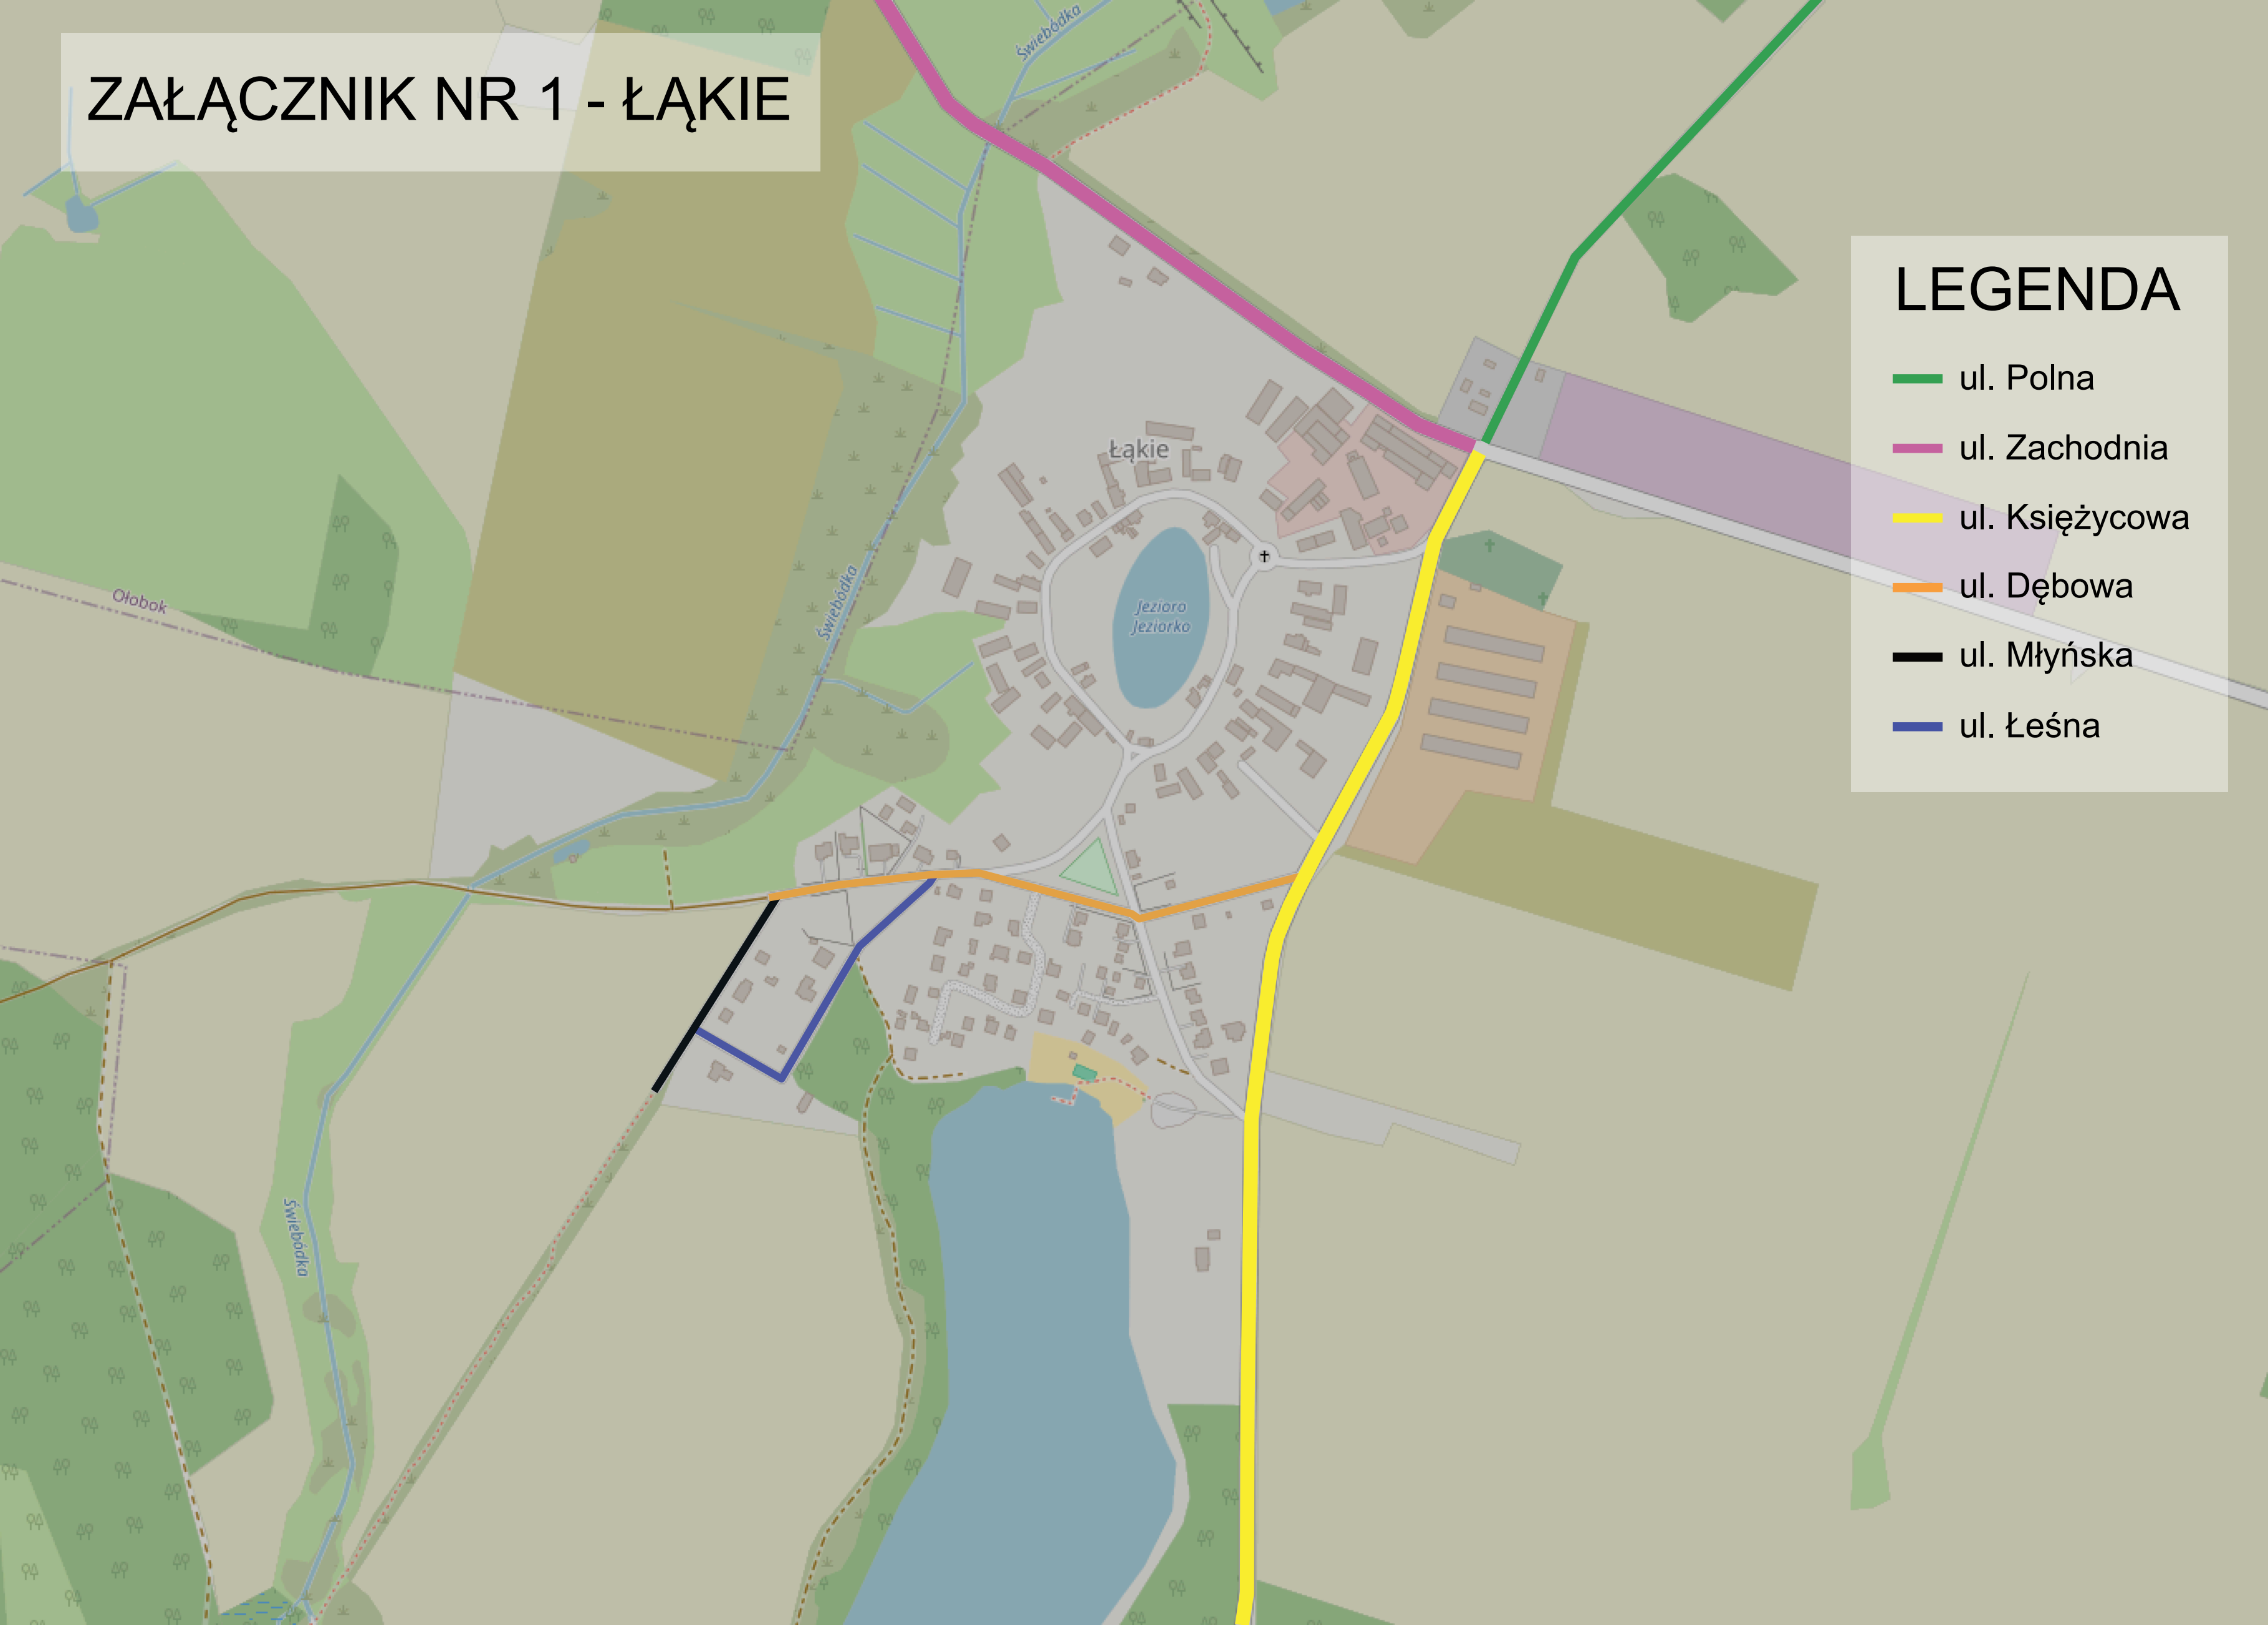 ZAŁĄCZNIK NR 1 - ŁĄKIE
Świebódka
LEGENDA
ul. Polna
ul. Zachodnia
ul. Księżycowa
ul. Dębowa
ul. Młyńska
ul. Łeśna
Łąkie
Ołobok
Świebódka
Jezioro
Jeziorko
Świebódka